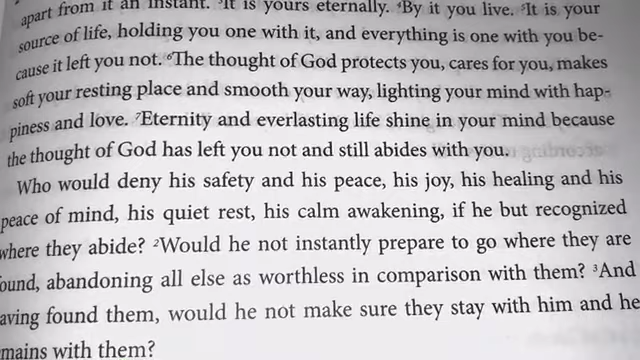 apart from it an instant. ³It is yours eternally. ⁴By it you live. ⁵It is your
source of life, holding you one with it, and everything is one with you be-
cause it left you not. ⁶The thought of God protects you, cares for you, makes
soft your resting place and smooth your way, lighting your mind with hap-
piness and love. ⁷Eternity and everlasting life shine in your mind because
the thought of God has left you not and still abides with you.
Who would deny his safety and his peace, his joy, his healing and his
peace of mind, his quiet rest, his calm awakening, if he but recognized
where they abide? ²Would he not instantly prepare to go where they are
ound, abandoning all else as worthless in comparison with them? ³And
aving found them, would he not make sure they stay with him and he
mains with them?